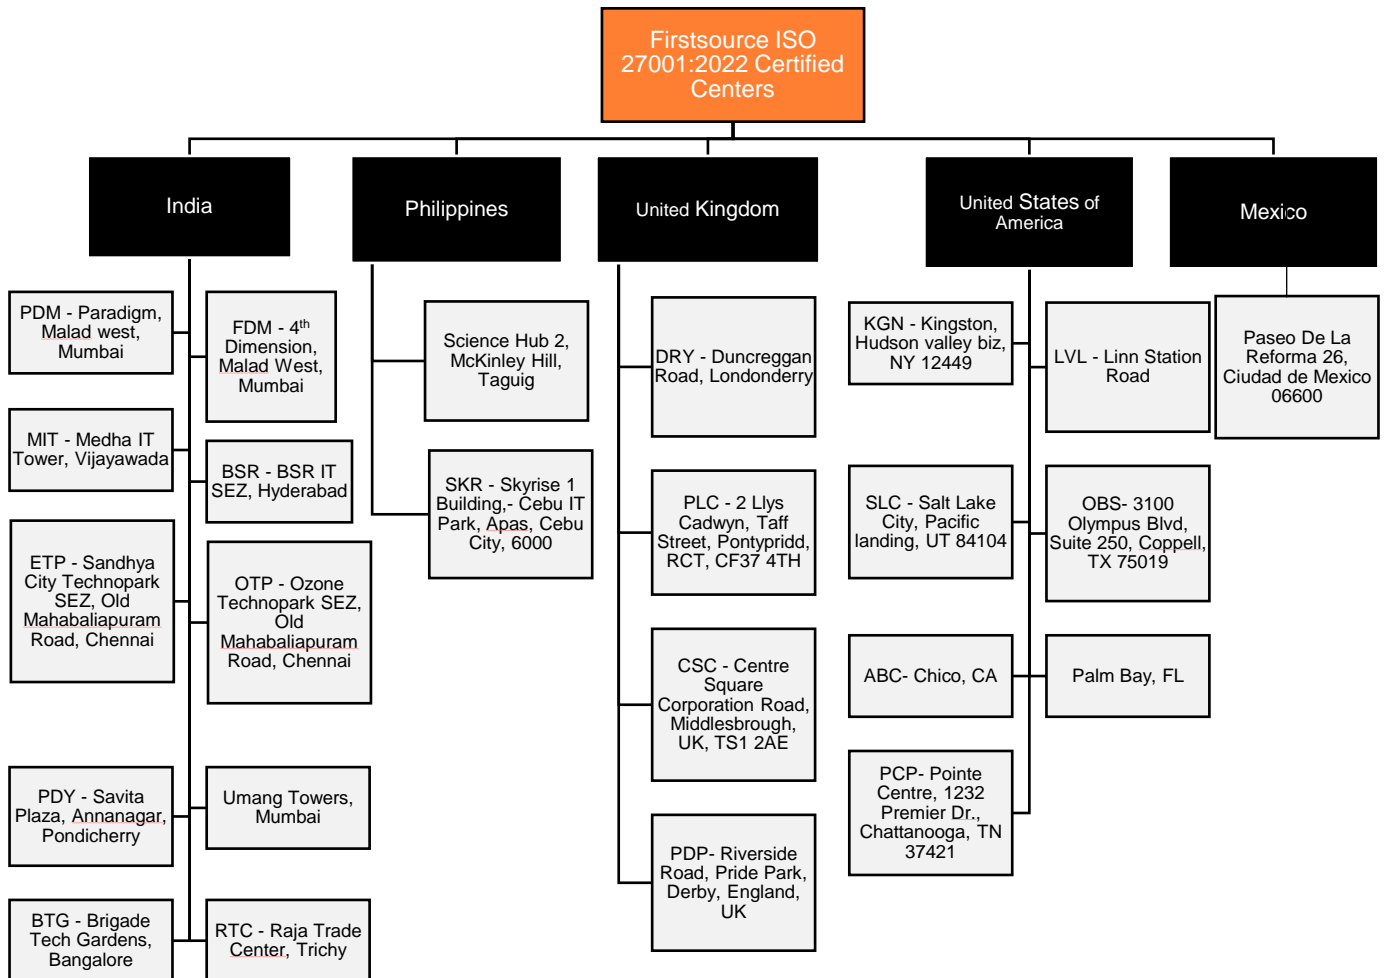 Firstsource ISO
27001:2022 Certified
Centers
India
Philippines
United Kingdom
United States of
America
Mexico
PDM - Paradigm,
Malad west,
Mumbai
FDM - 4th
Dimension,
Malad West,
Mumbai
MIT - Medha IT
Tower, Vijayawada
BSR - BSR IT
SEZ, Hyderabad
ETP - Sandhya
City Technopark
SEZ, Old
Mahabaliapuram
Road, Chennai
OTP - Ozone
Technopark SEZ,
Old
Mahabaliapuram
Road, Chennai
PDY - Savita
Plaza, Annanagar,
Pondicherry
Umang Towers,
Mumbai
BTG - Brigade
Tech Gardens,
Bangalore
RTC - Raja Trade
Center, Trichy
Science Hub 2,
McKinley Hill,
Taguig
SKR - Skyrise 1
Building,- Cebu IT
Park, Apas, Cebu
City, 6000
DRY - Duncreggan
Road, Londonderry
PLC - 2 Llys
Cadwyn, Taff
Street, Pontypridd,
RCT, CF37 4TH
CSC - Centre
Square
Corporation Road,
Middlesbrough,
UK, TS1 2AE
PDP- Riverside
Road, Pride Park,
Derby, England,
UK
KGN - Kingston,
Hudson valley biz,
NY 12449
LVL - Linn Station
Road
SLC - Salt Lake
City, Pacific
landing, UT 84104
OBS- 3100
Olympus Blvd,
Suite 250, Coppell,
TX 75019
ABC- Chico, CA
Palm Bay, FL
PCP- Pointe
Centre, 1232
Premier Dr.,
Chattanooga, TN
37421
Paseo De La
Reforma 26,
Ciudad de Mexico
06600